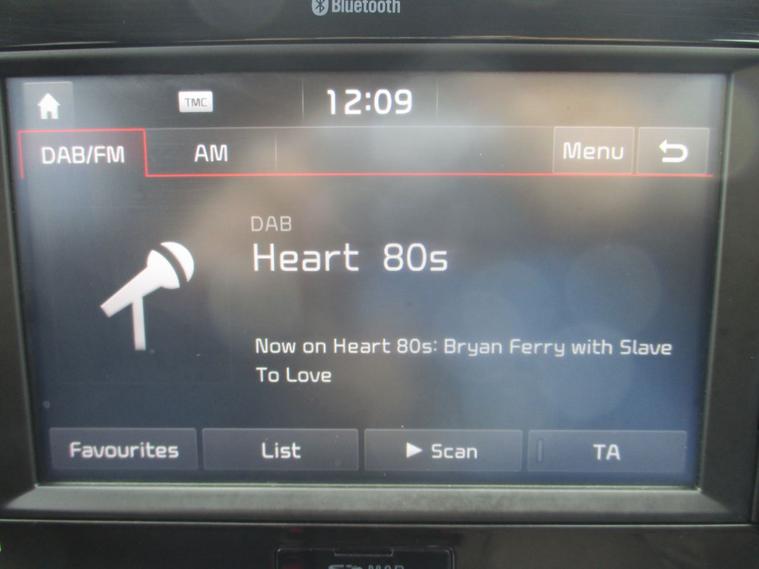 Bluetooth
TMC
12:09
DAB/FM
AM
Menu
DAB
Heart 80s
Now on Heart 80s: Bryan Ferry with Slave
To Love
Favourites
List
Scan
TA
MAP